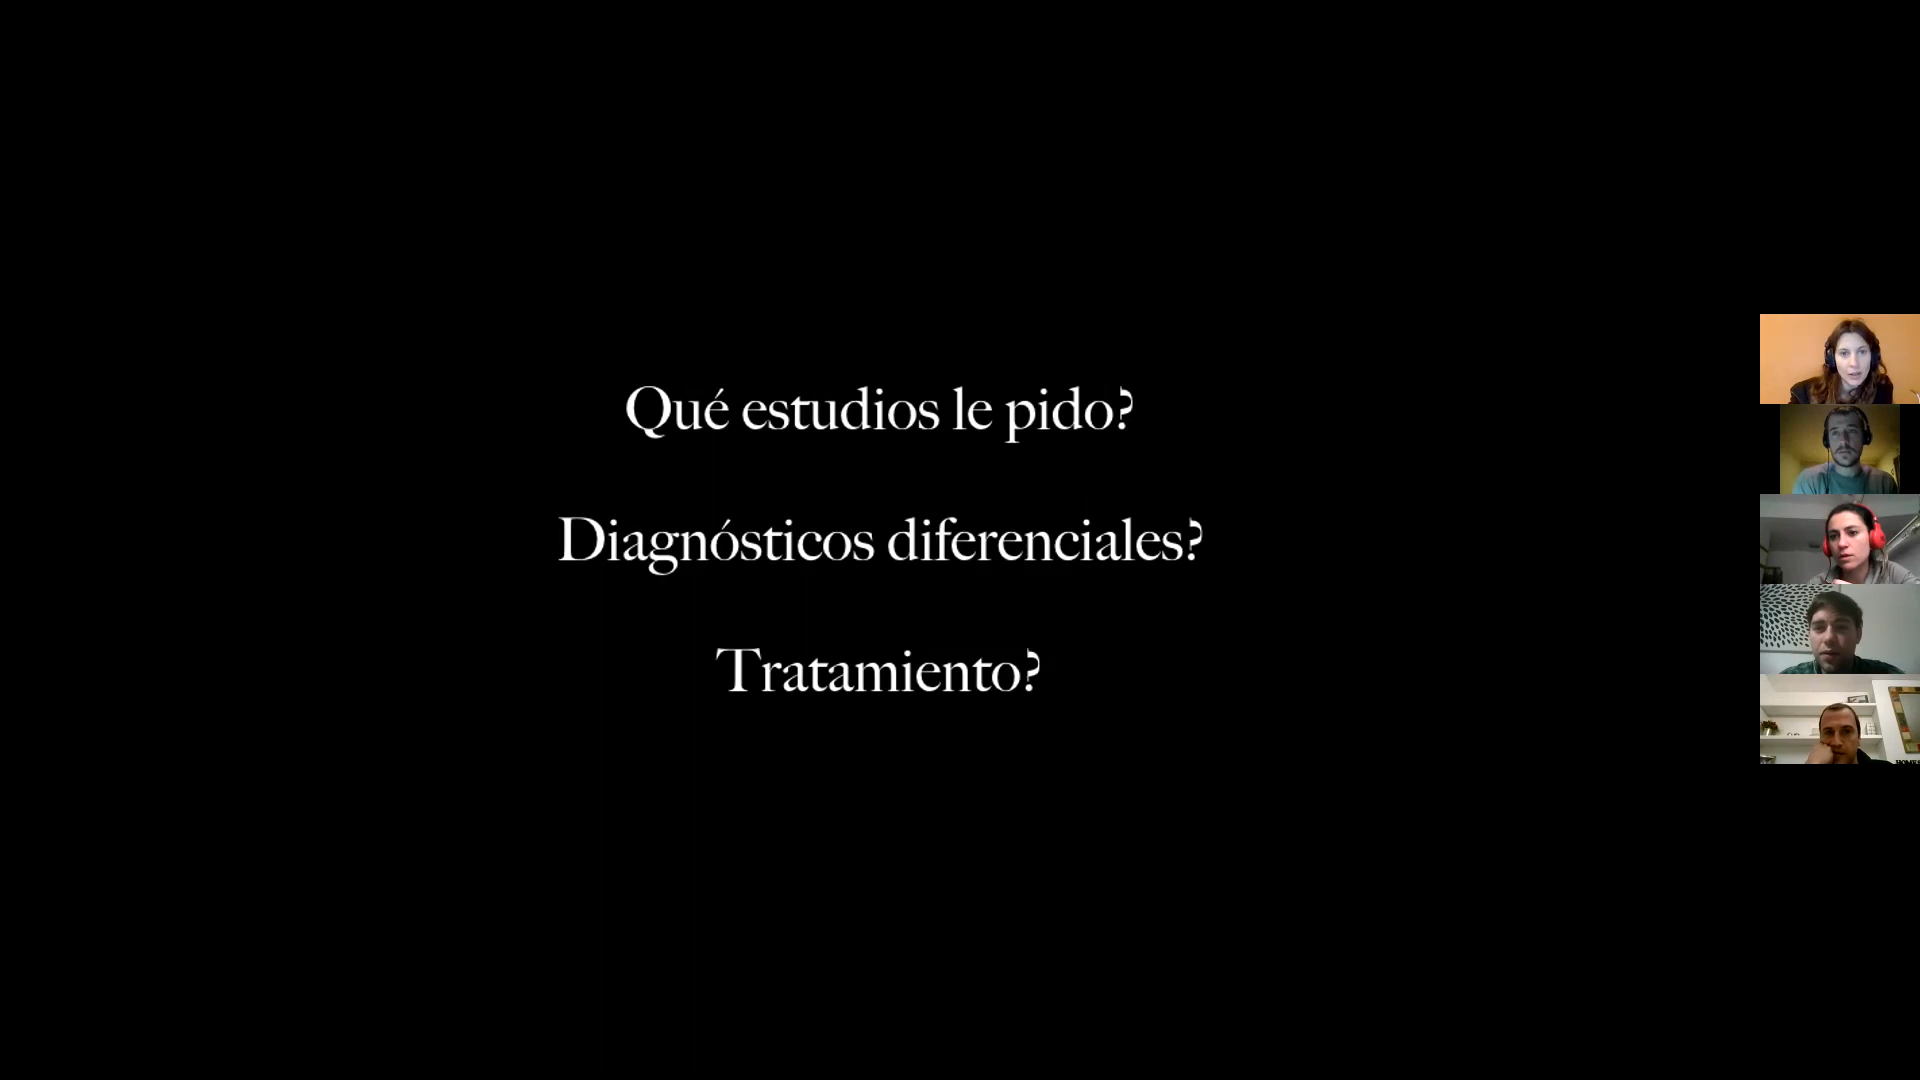 Qué estudios le pido?
Diagnósticos diferenciales?
Tratamiento?